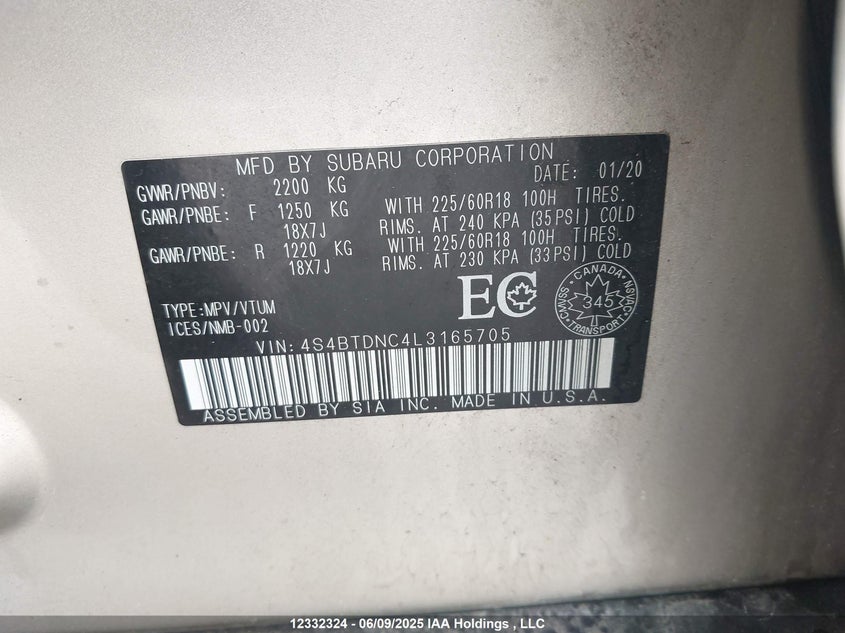 MFD BY SUBARU CORPORATION DATE: 01/20
GVWR/PNBV: 2200 KG
GAWR/PNBE: F 1250 KG WITH 225/60R18 100H TIRES.
18X7J RIMS. AT 240 KPA (35PSI) COLD
GAWR/PNBE: R 1220 KG WITH 225/60R18 100H TIRES.
18X7J RIMS. AT 230 KPA (33PSI) COLD
TYPE:MPV/VTUM
ICES/NMB-002
EC
CANADA
CMVSS 345 NSVAC
TRANSPORT
VIN:4S4BTDNC4L3165705
ASSEMBLED BY SIA INC. MADE IN U.S.A.
12332324 - 06/09/2025 IAA Holdings , LLC